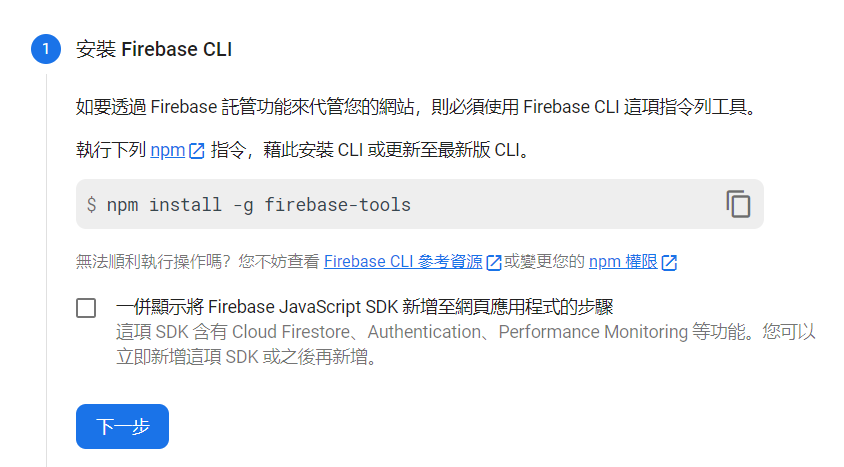 1 安裝 Firebase CLI
如要透過 Firebase 託管功能來代管您的網站，則必須使用 Firebase CLI 這項指令列工具。
執行下列 npm 指令，藉此安裝 CLI 或更新至最新版 CLI。
$ npm install -g firebase-tools
無法順利執行操作嗎？您不妨查看 Firebase CLI 參考資源 或變更您的 npm 權限
一併顯示將 Firebase JavaScript SDK 新增至網頁應用程式的步驟
這項 SDK 含有 Cloud Firestore、Authentication、Performance Monitoring 等功能。您可以
立即新增這項 SDK 或之後再新增。
下一步